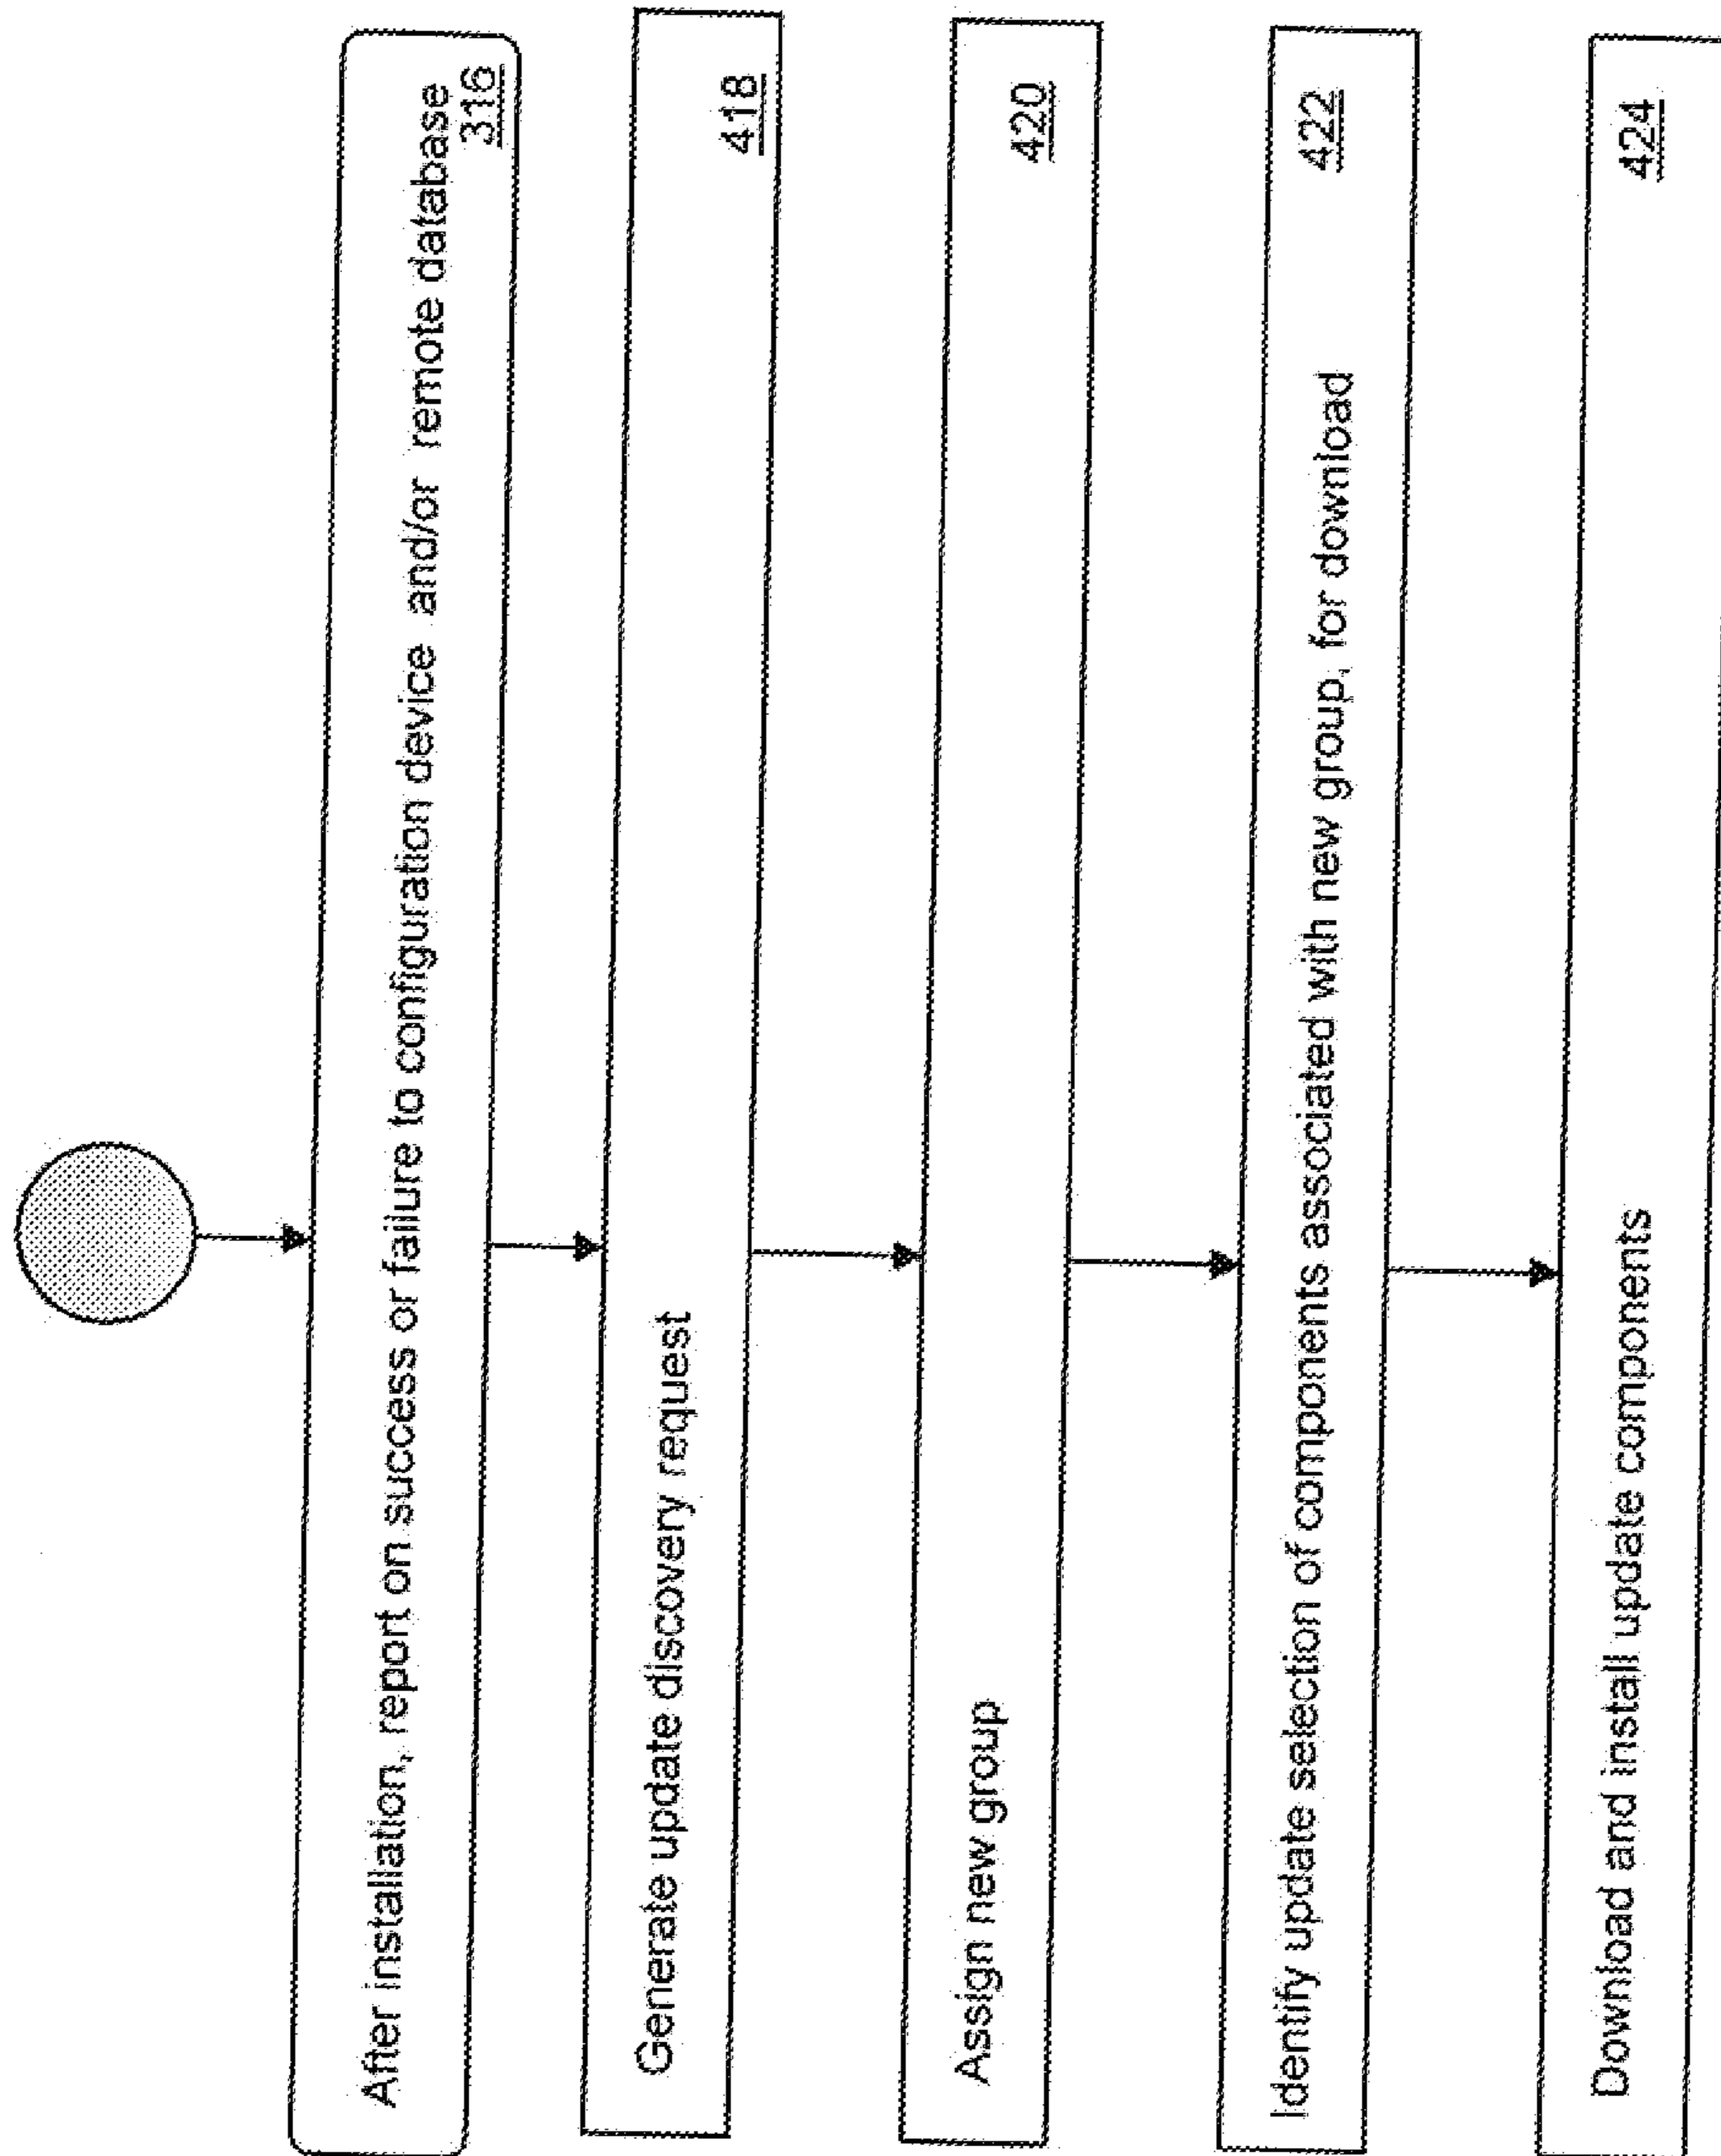 After installation, report on success or failure to configuration device and/or remote database
316
Generate update discovery request
418
Assign new group
420
Identify update selection of components associated with new group, for download
422
Download and install update components
424